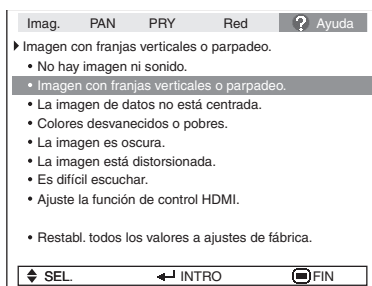 Imag. PAN PRY Red ? Ayuda
Imagen con franjas verticales o parpadeo.
• No hay imagen ni sonido.
• Imagen con franjas verticales o parpadeo.
• La imagen de datos no está centrada.
• Colores desvanecidos o pobres.
• La imagen es oscura.
• La imagen está distorsionada.
• Es difícil escuchar.
• Ajuste la función de control HDMI.
• Restabl. todos los valores a ajustes de fábrica.
SEL. INTRO FIN